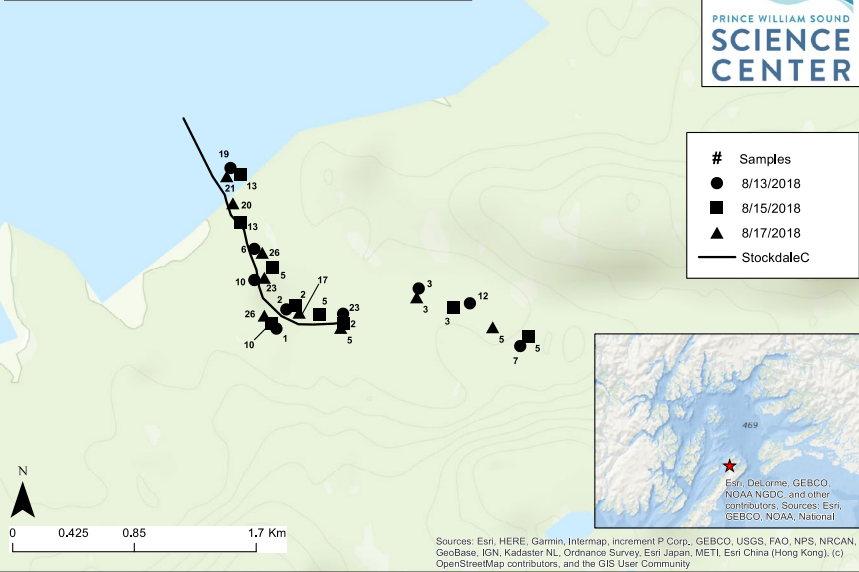 PRINCE WILLIAM SOUND
SCIENCE
CENTER
# Samples
8/13/2018
8/15/2018
8/17/2018
StockdaleC
19
13
21
20
13
6
26
5
10
23
17
2
2
5
23
26
2
10
1
5
3
3
12
3
5
5
7
469
Esri, DeLorme, GEBCO,
NOAA NGDC, and other
contributors, Sources: Esri,
GEBCO, NOAA, National
N
0 0.425 0.85 1.7 Km
Sources: Esri, HERE, Garmin, Intermap, increment P Corp., GEBCO, USGS, FAO, NPS, NRCAN,
GeoBase, IGN, Kadaster NL, Ordnance Survey, Esri Japan, METI, Esri China (Hong Kong), (c)
OpenStreetMap contributors, and the GIS User Community